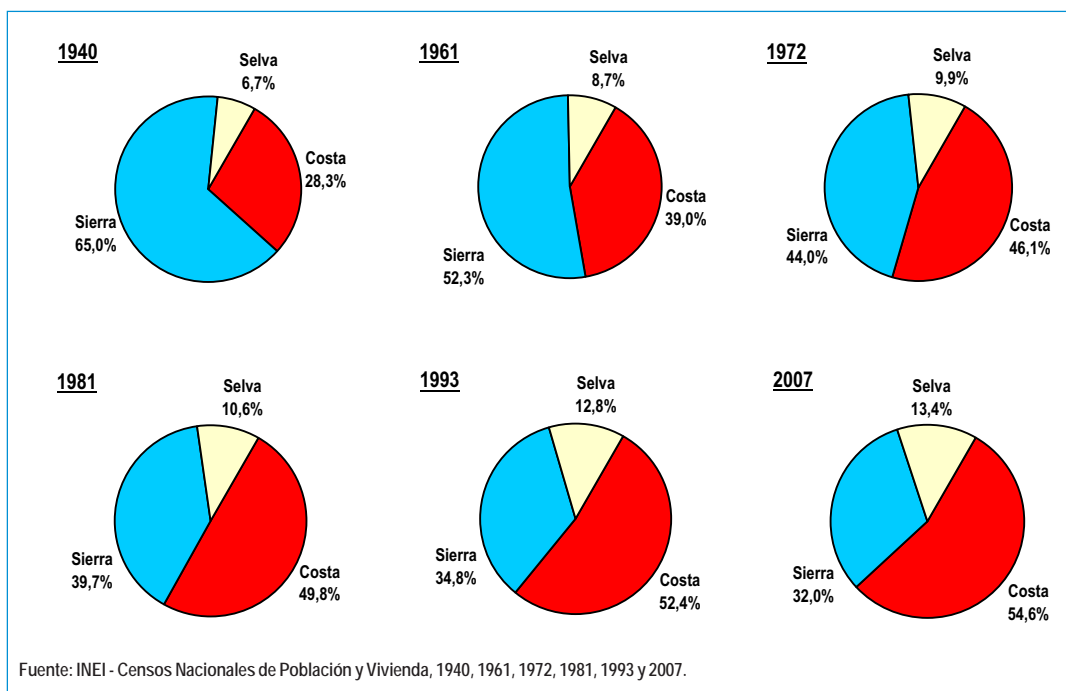 1940
Selva
6,7%
Costa
28,3%
Sierra
65,0%
1961
Selva
8,7%
Costa
39,0%
Sierra
52,3%
1972
Selva
9,9%
Costa
46,1%
Sierra
44,0%
1981
Selva
10,6%
Costa
49,8%
Sierra
39,7%
1993
Selva
12,8%
Costa
52,4%
Sierra
34,8%
2007
Selva
13,4%
Costa
54,6%
Sierra
32,0%
Fuente: INEI - Censos Nacionales de Población y Vivienda, 1940, 1961, 1972, 1981, 1993 y 2007.